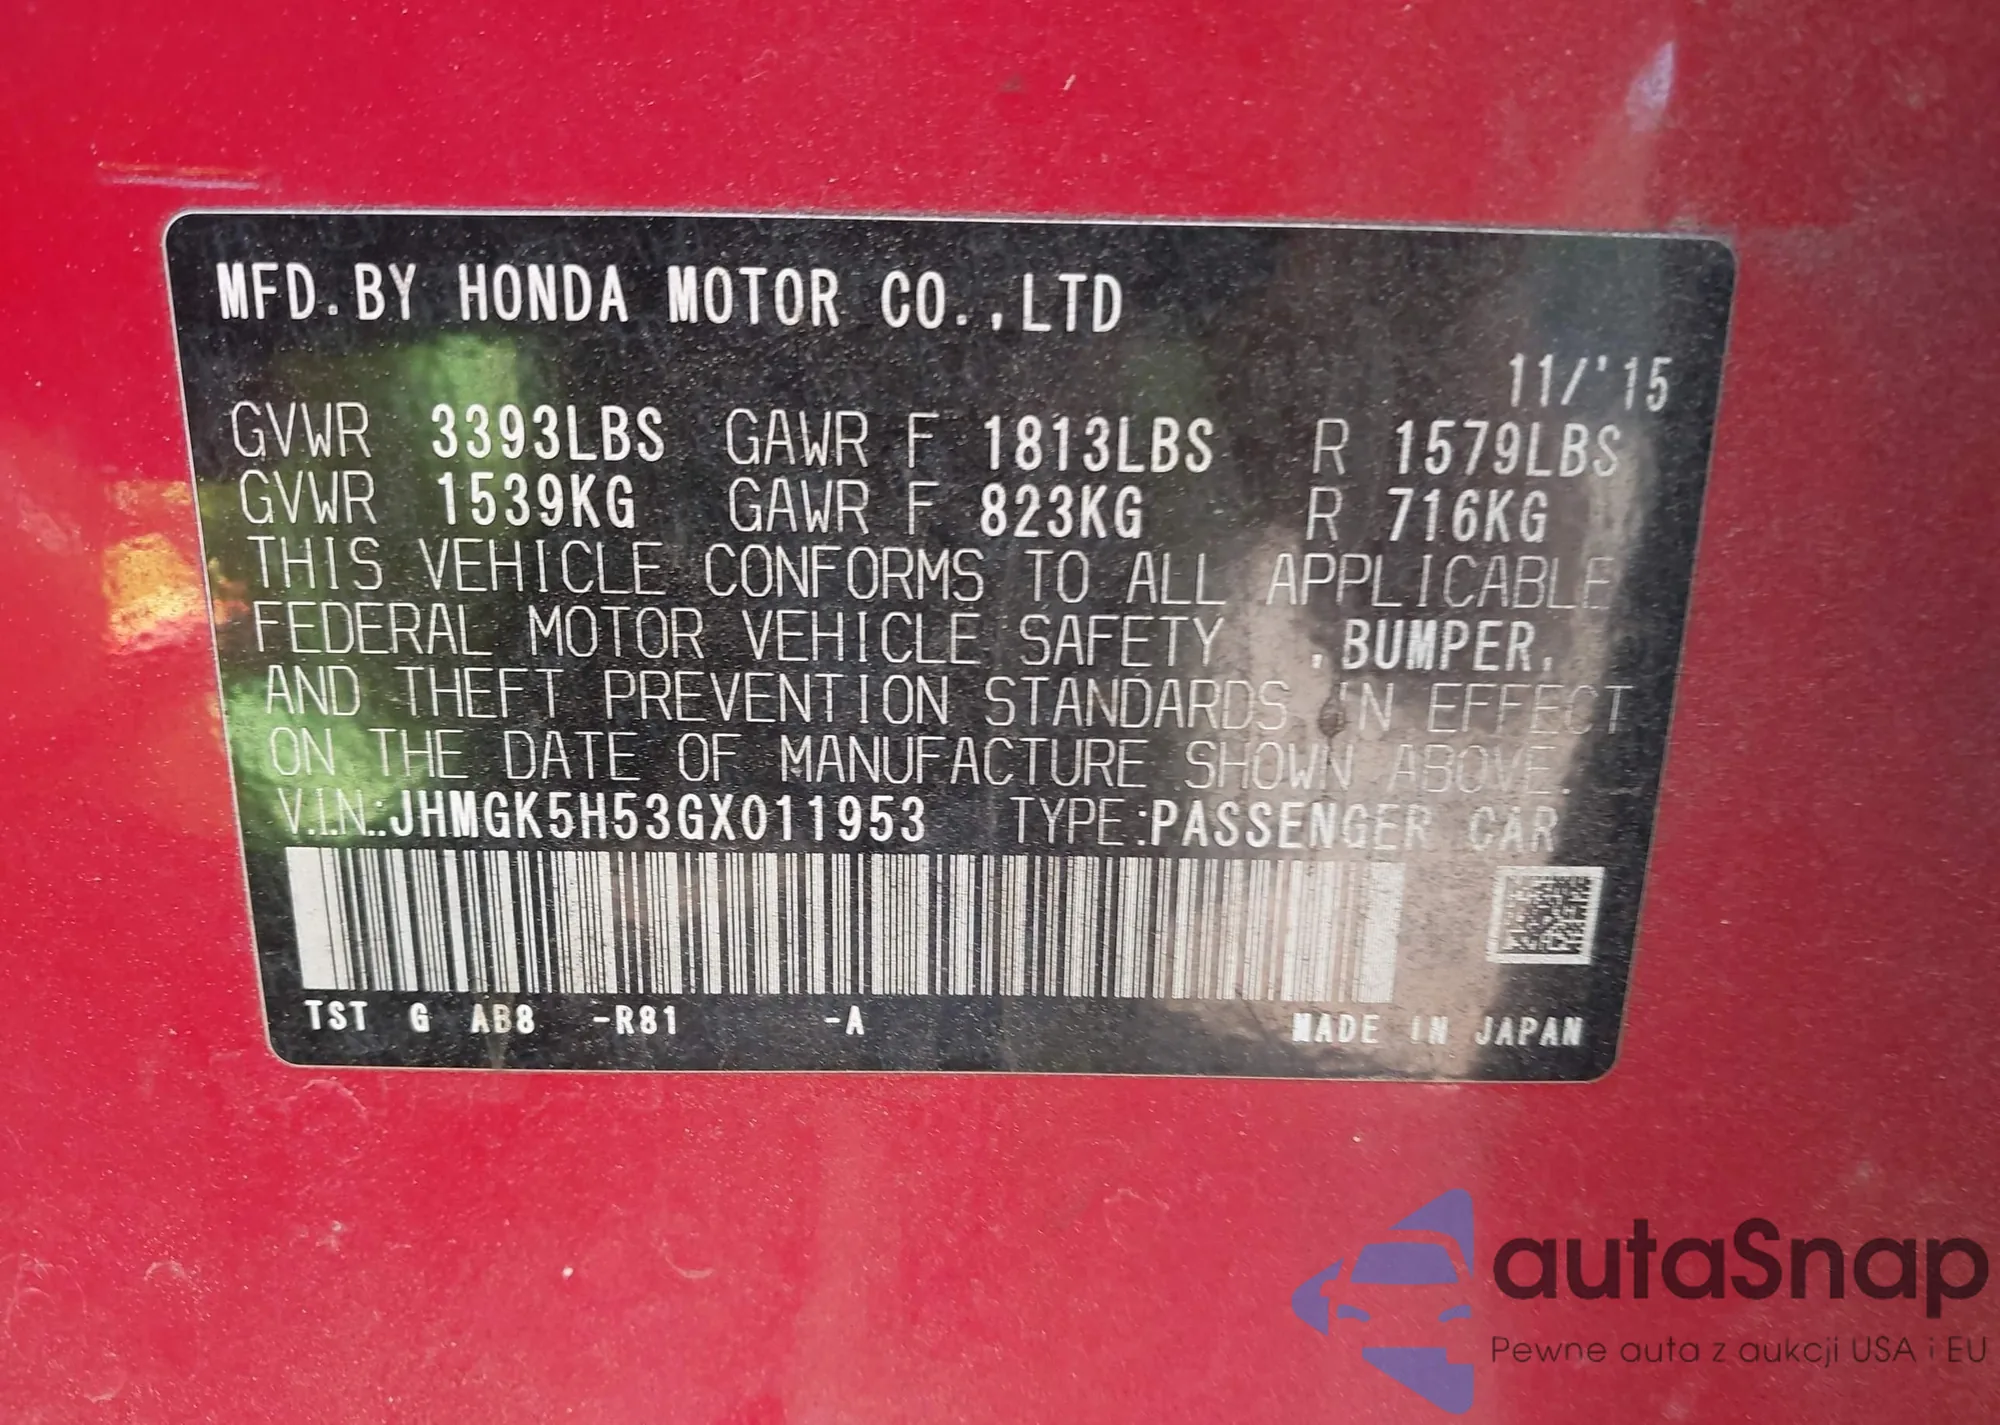 MFD.BY HONDA MOTOR CO.,LTD
11/'15
GVWR 3393LBS GAWR F 1813LBS R 1579LBS
GVWR 1539KG GAWR F 823KG R 716KG
THIS VEHICLE CONFORMS TO ALL APPLICABLE
FEDERAL MOTOR VEHICLE SAFETY ,BUMPER,
AND THEFT PREVENTION STANDARDS IN EFFECT
ON THE DATE OF MANUFACTURE SHOWN ABOVE.
V.I.N.:JHMGK5H53GX011953 TYPE:PASSENGER CAR
TST G AB8 -R81 -A MADE IN JAPAN
autaSnap
Pewne auta z aukcji USA i EU